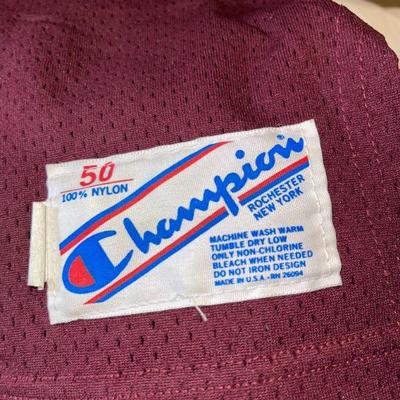 50
100% NYLON
Champion
ROCHESTER
NEW YORK
MACHINE WASH WARM
TUMBLE DRY LOW
ONLY NON-CHLORINE
BLEACH WHEN NEEDED
DO NOT IRON DESIGN
MADE IN U.S.A. - RN 26094